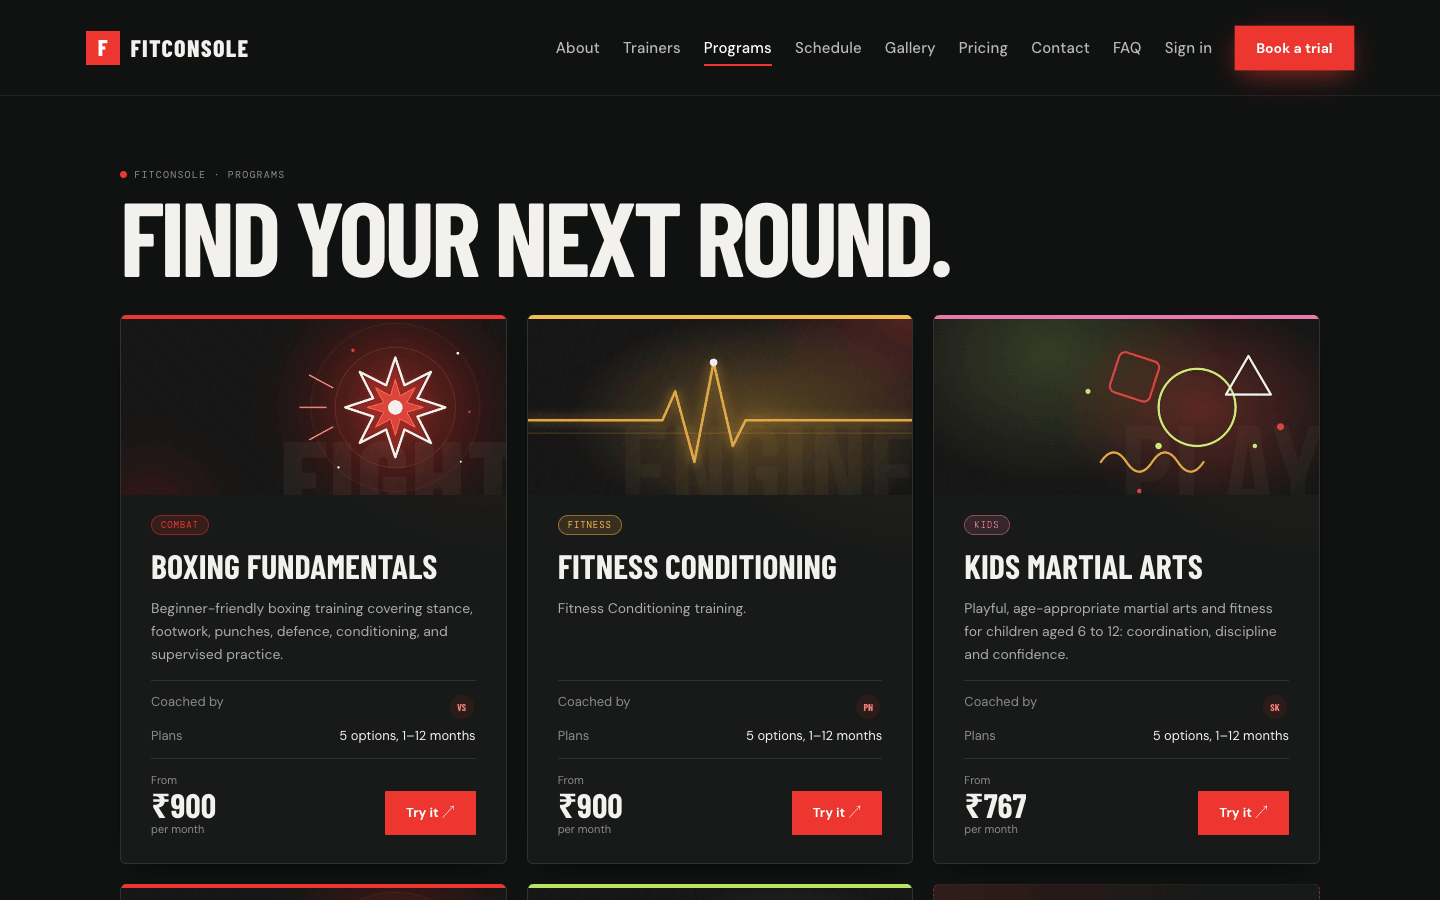 F FITCONSOLE
About Trainers Programs Schedule Gallery Pricing Contact FAQ Sign in Book a trial
FITCONSOLE · PROGRAMS
FIND YOUR NEXT ROUND.
FIGHT
COMBAT
BOXING FUNDAMENTALS
Beginner-friendly boxing training covering stance,
footwork, punches, defence, conditioning, and
supervised practice.
Coached by VS
Plans 5 options, 1–12 months
From
₹900
per month
Try it ↗
ENGINE
FITNESS
FITNESS CONDITIONING
Fitness Conditioning training.
Coached by PN
Plans 5 options, 1–12 months
From
₹900
per month
Try it ↗
PLAY
KIDS
KIDS MARTIAL ARTS
Playful, age-appropriate martial arts and fitness
for children aged 6 to 12: coordination, discipline
and confidence.
Coached by SK
Plans 5 options, 1–12 months
From
₹767
per month
Try it ↗